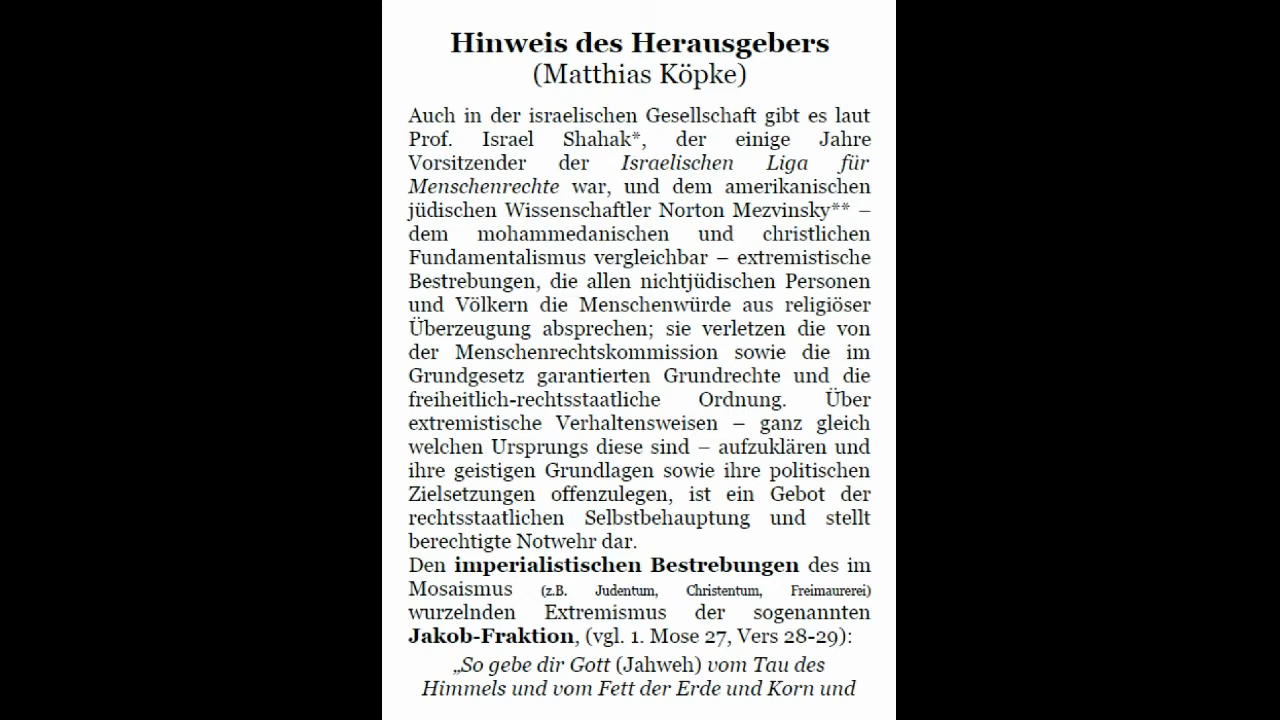 Hinweis des Herausgebers
(Matthias Köpke)
Auch in der israelischen Gesellschaft gibt es laut
Prof. Israel Shahak*, der einige Jahre
Vorsitzender der Israelischen Liga für
Menschenrechte war, und dem amerikanischen
jüdischen Wissenschaftler Norton Mezvinsky** –
dem mohammedanischen und christlichen
Fundamentalismus vergleichbar – extremistische
Bestrebungen, die allen nichtjüdischen Personen
und Völkern die Menschenwürde aus religiöser
Überzeugung absprechen; sie verletzen die von
der Menschenrechtskommission sowie die im
Grundgesetz garantierten Grundrechte und die
freiheitlich-rechtsstaatliche Ordnung. Über
extremistische Verhaltensweisen – ganz gleich
welchen Ursprungs diese sind – aufzuklären und
ihre geistigen Grundlagen sowie ihre politischen
Zielsetzungen offenzulegen, ist ein Gebot der
rechtsstaatlichen Selbstbehauptung und stellt
berechtigte Notwehr dar.
Den imperialistischen Bestrebungen des im
Mosaismus (z.B. Judentum, Christentum, Freimaurerei)
wurzelnden Extremismus der sogenannten
Jakob-Fraktion, (vgl. 1. Mose 27, Vers 28-29):
„So gebe dir Gott (Jahweh) vom Tau des
Himmels und vom Fett der Erde und Korn und